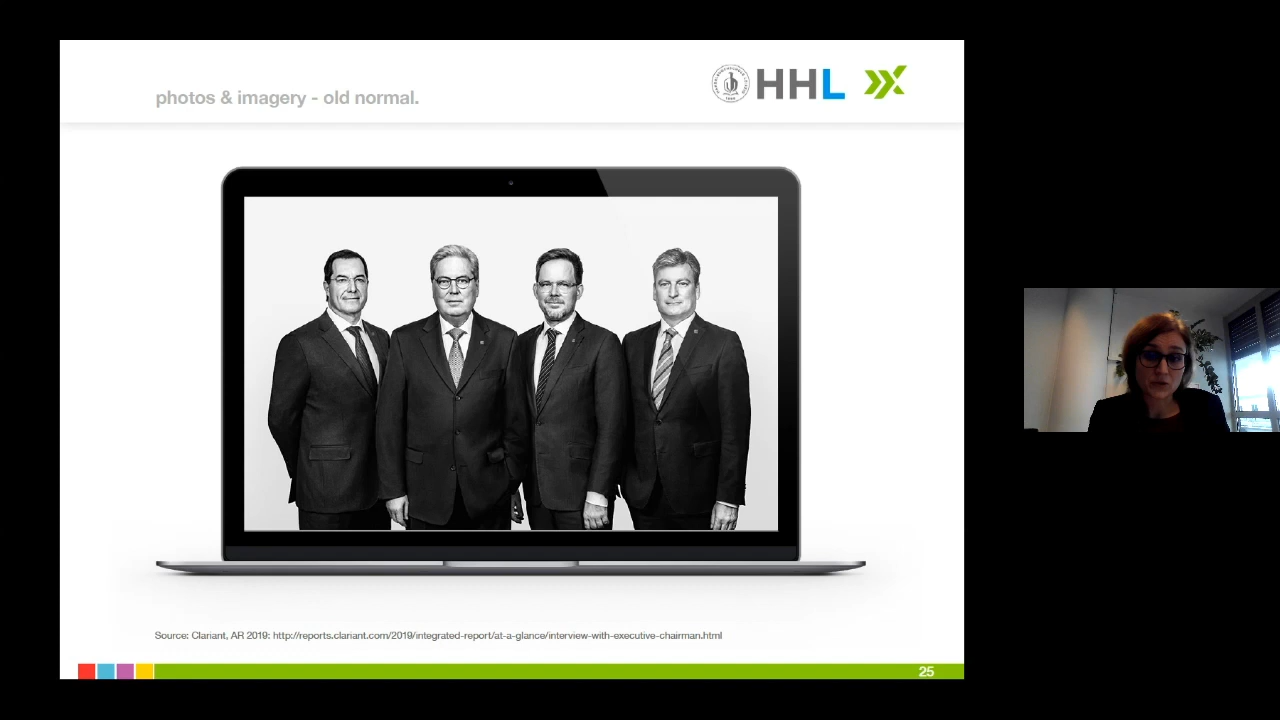 photos & imagery - old normal.
HHL
Source: Clariant, AR 2019: http://reports.clariant.com/2019/integrated-report/at-a-glance/interview-with-executive-chairman.html
25